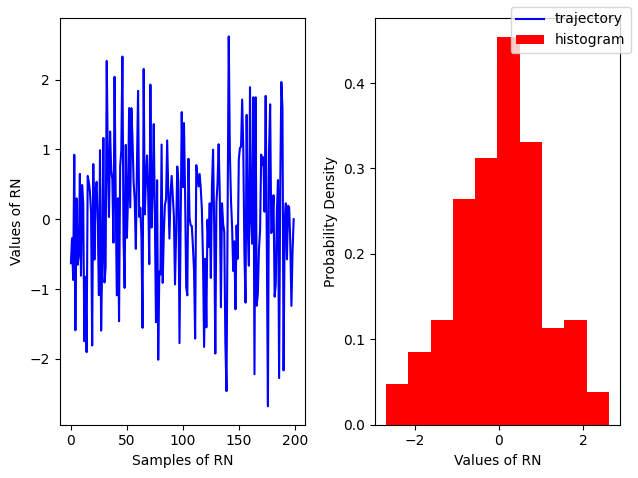 trajectory
histogram
2
1
0
−1
−2
Values of RN
0 50 100 150 200
Samples of RN
0.4
0.3
0.2
0.1
0.0
Probability Density
−2 0 2
Values of RN